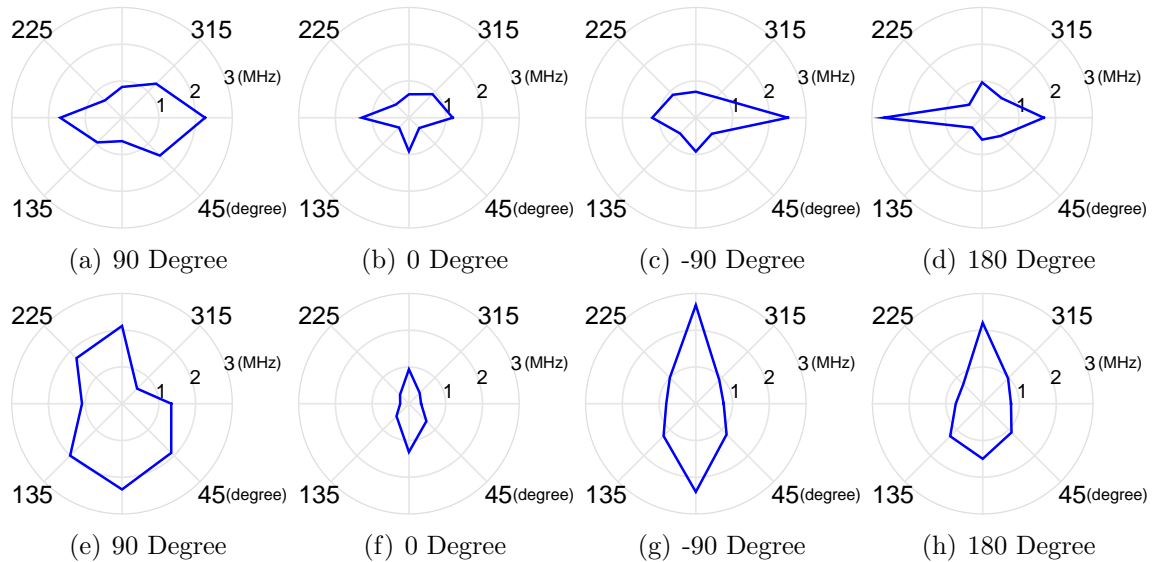 225 315 225 315 225 315 225 315
3 (MHz) 3 (MHz) 3 (MHz) 3 (MHz)
1 2 1 2 1 2 1 2
135 45 (degree) 135 45 (degree) 135 45 (degree) 135 45 (degree)
(a) 90 Degree (b) 0 Degree (c) -90 Degree (d) 180 Degree
225 315 225 315 225 315 225 315
3 (MHz) 3 (MHz) 3 (MHz) 3 (MHz)
1 2 1 2 1 2 1 2
135 45 (degree) 135 45 (degree) 135 45 (degree) 135 45 (degree)
(e) 90 Degree (f) 0 Degree (g) -90 Degree (h) 180 Degree